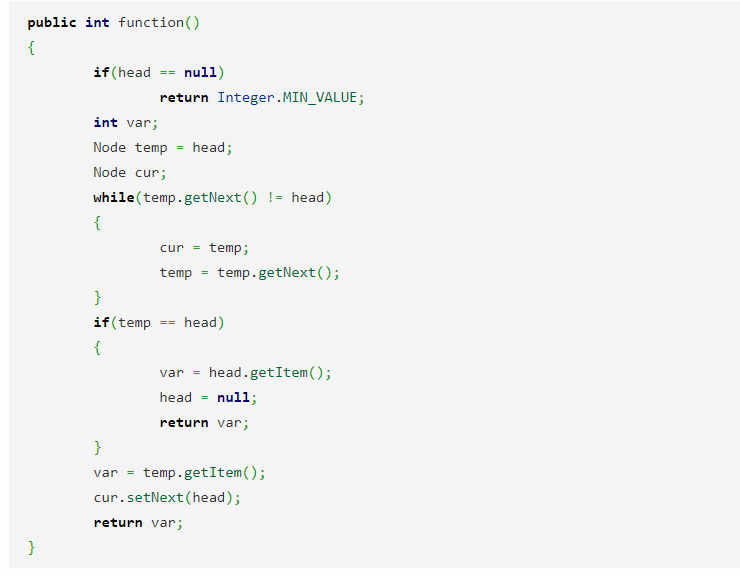 public int function()
{
if(head == null)
return Integer.MIN_VALUE;
int var;
Node temp = head;
Node cur;
while(temp.getNext() != head)
{
cur = temp;
temp = temp.getNext();
}
if(temp == head)
{
var = head.getItem();
head = null;
return var;
}
var = temp.getItem();
cur.setNext(head);
return var;
}